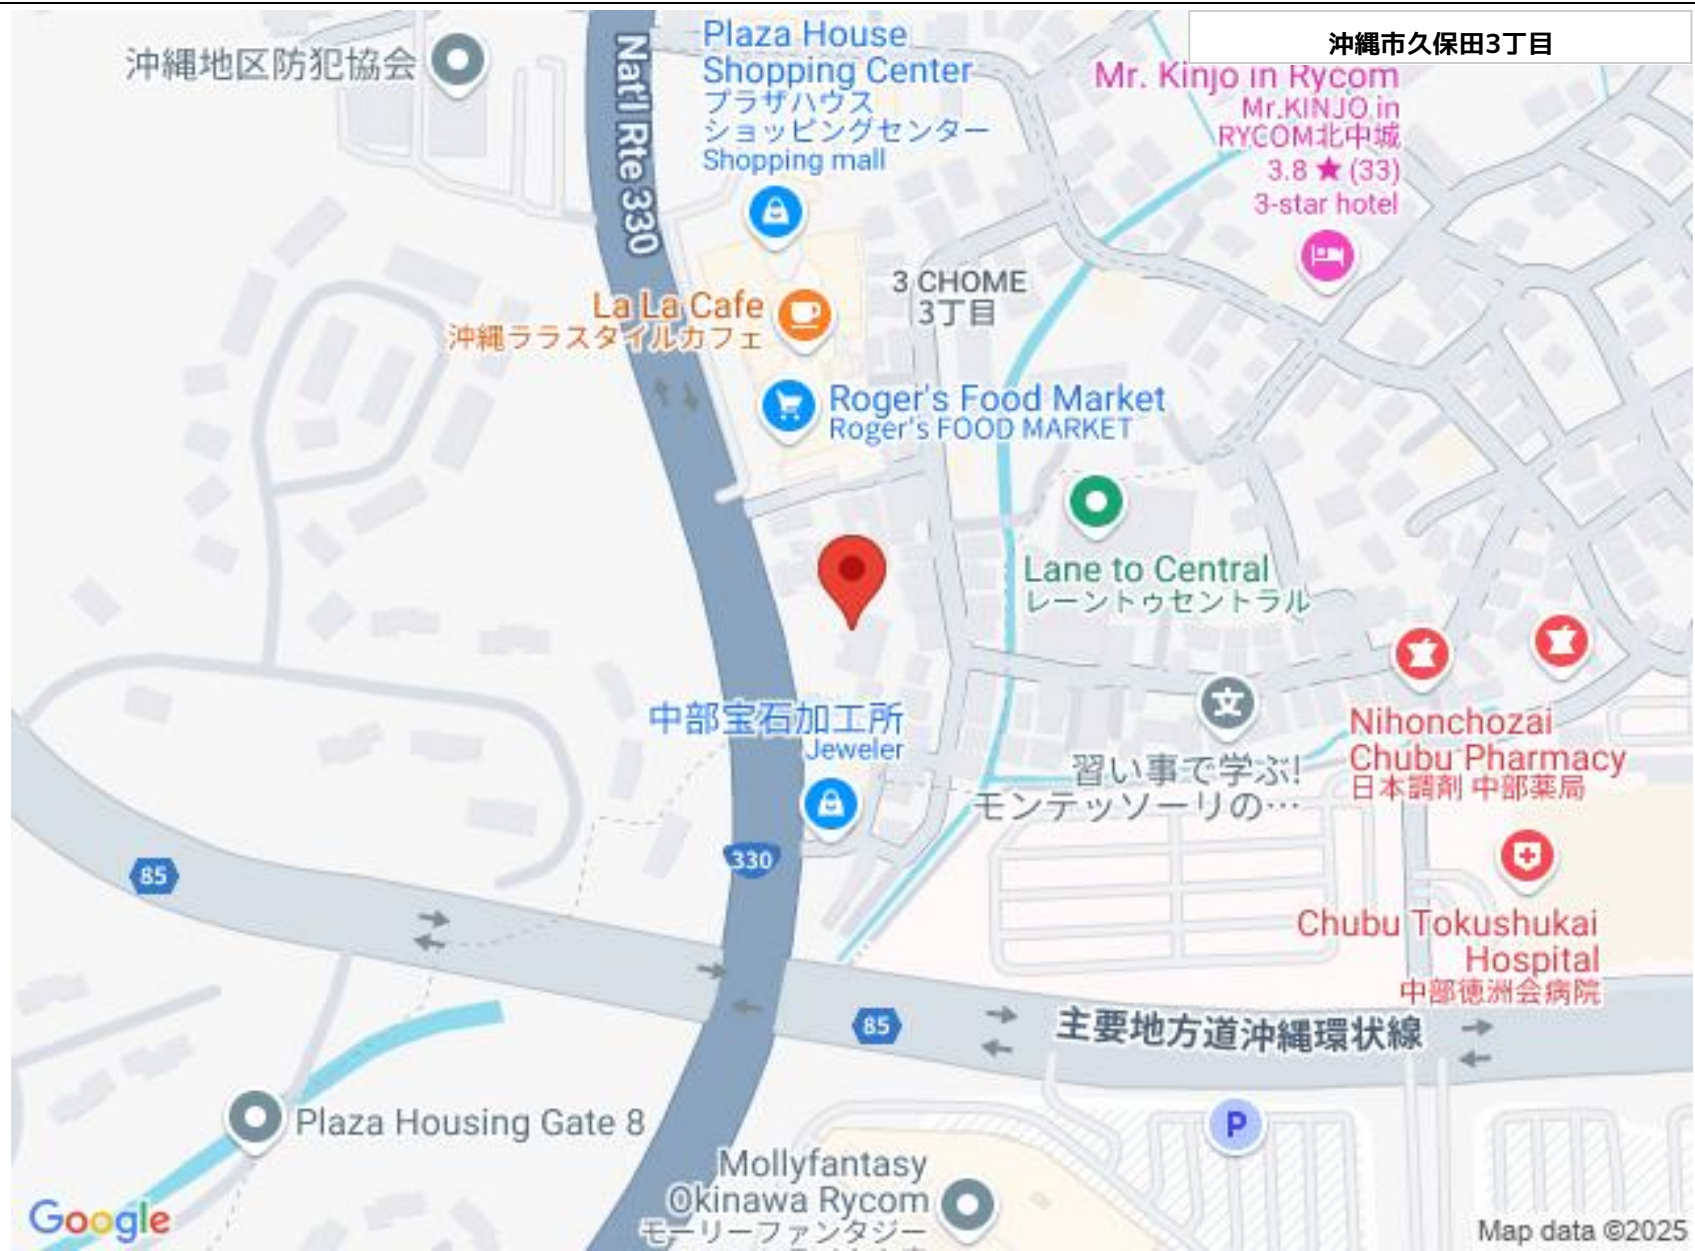 沖縄市久保田3丁目
沖縄地区防犯協会
Nat'l Rte 330
Plaza House
Shopping Center
プラザハウス
ショッピングセンター
Shopping mall
Mr. Kinjo in Rycom
Mr.KINJO in
RYCOM北中城
3.8 ★ (33)
3-star hotel
3 CHOME
3丁目
La La Cafe
沖縄ララスタイルカフェ
Roger's Food Market
Roger's FOOD MARKET
Lane to Central
レーントゥセントラル
中部宝石加工所
Jeweler
文
習い事で学ぶ!
モンテッソーリの…
Nihonchozai
Chubu Pharmacy
日本調剤 中部薬局
330
85
Chubu Tokushukai
Hospital
中部徳洲会病院
85
主要地方道沖縄環状線
Plaza Housing Gate 8
P
Mollyfantasy
Okinawa Rycom
モーリーファンタジー
Google
Map data ©2025